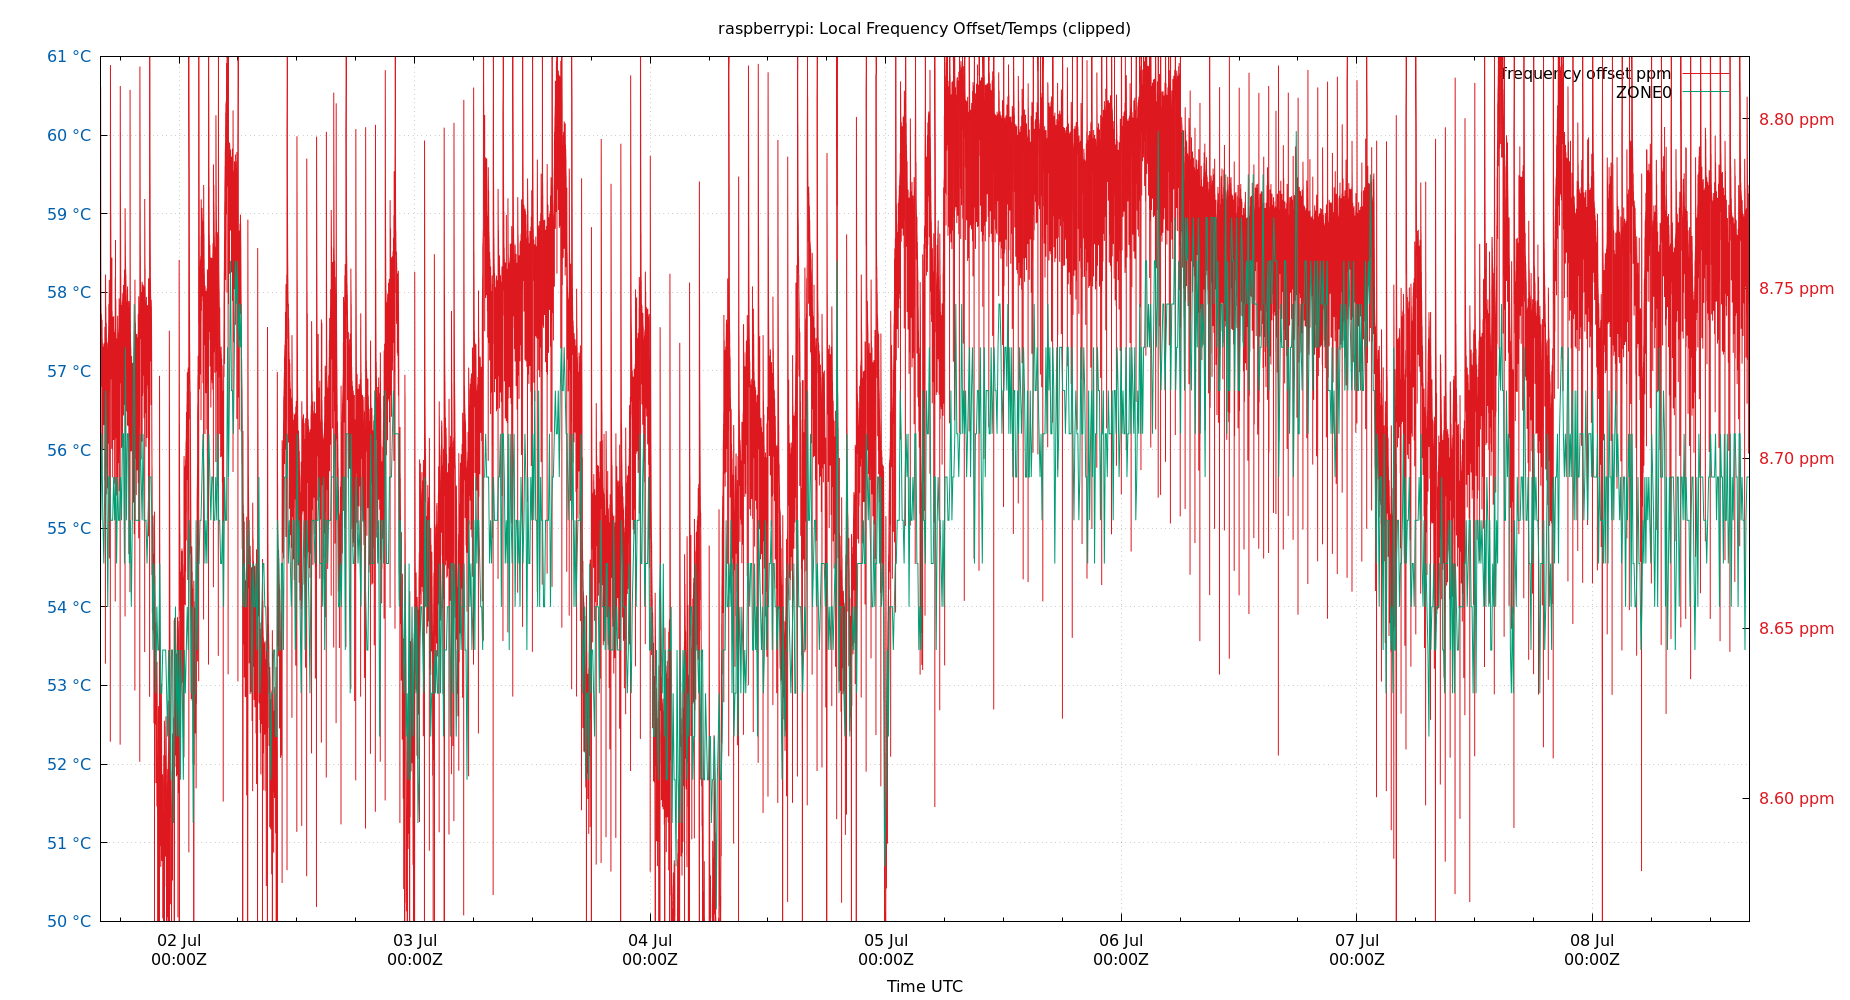 raspberrypi: Local Frequency Offset/Temps (clipped)
61 °C
60 °C
59 °C
58 °C
57 °C
56 °C
55 °C
54 °C
53 °C
52 °C
51 °C
50 °C
frequency offset ppm
ZONE0
8.80 ppm
8.75 ppm
8.70 ppm
8.65 ppm
8.60 ppm
02 Jul
00:00Z
03 Jul
00:00Z
04 Jul
00:00Z
05 Jul
00:00Z
06 Jul
00:00Z
07 Jul
00:00Z
08 Jul
00:00Z
Time UTC